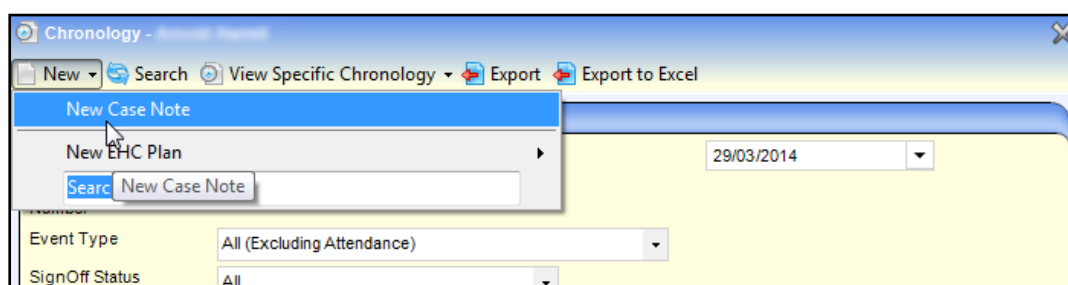 Chronology -
New Search View Specific Chronology Export Export to Excel
New Case Note
New EHC Plan
29/03/2014
Searc New Case Note
Number
Event Type All (Excluding Attendance)
SignOff Status All